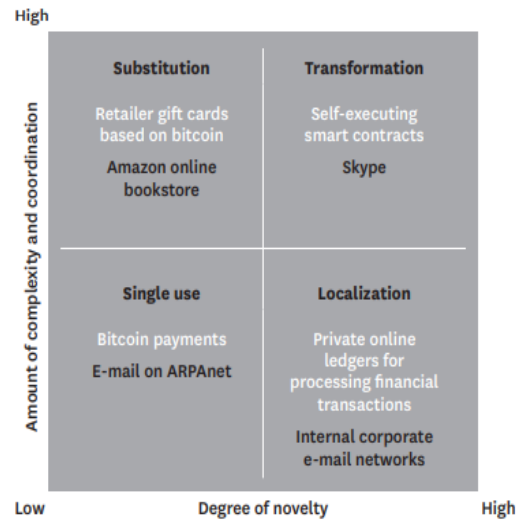 High
Amount of complexity and coordination
Substitution
Retailer gift cards
based on bitcoin
Amazon online
bookstore
Transformation
Self-executing
smart contracts
Skype
Single use
Bitcoin payments
E-mail on ARPAnet
Localization
Private online
ledgers for
processing financial
transactions
Internal corporate
e-mail networks
Low
Degree of novelty
High